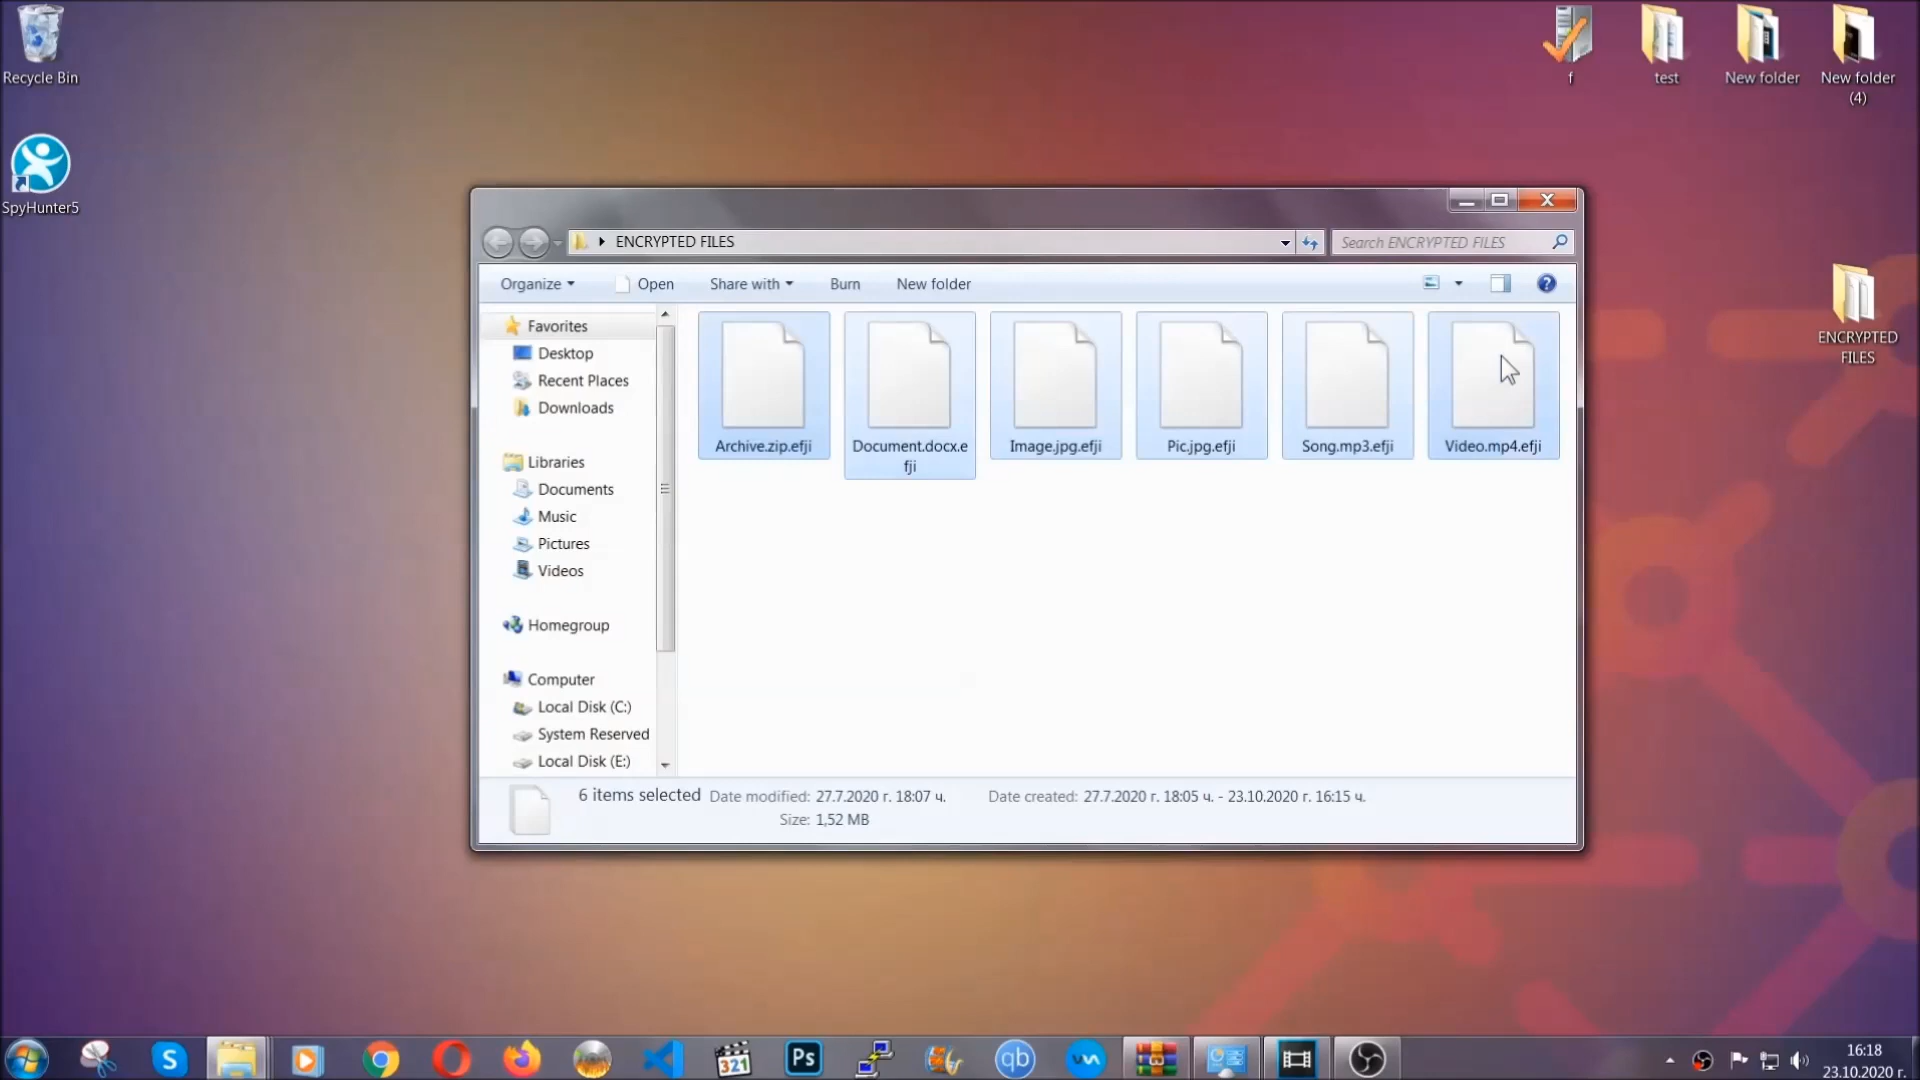 Recycle Bin
SpyHunter5
f
test
New folder
New folder
(4)
ENCRYPTED
FILES
ENCRYPTED FILES
Search ENCRYPTED FILES
Organize
Open
Share with
Burn
New folder
Favorites
Desktop
Recent Places
Downloads
Libraries
Documents
Music
Pictures
Videos
Homegroup
Computer
Local Disk (C:)
System Reserved
Local Disk (E:)
Archive.zip.efji
Document.docx.e
fji
Image.jpg.efji
Pic.jpg.efji
Song.mp3.efji
Video.mp4.efji
6 items selected
Date modified: 27.7.2020 г. 18:07 ч.
Date created: 27.7.2020 г. 18:05 ч. - 23.10.2020 г. 16:15 ч.
Size: 1,52 MB
S
321
Ps
qb
16:18
23.10.2020 г.